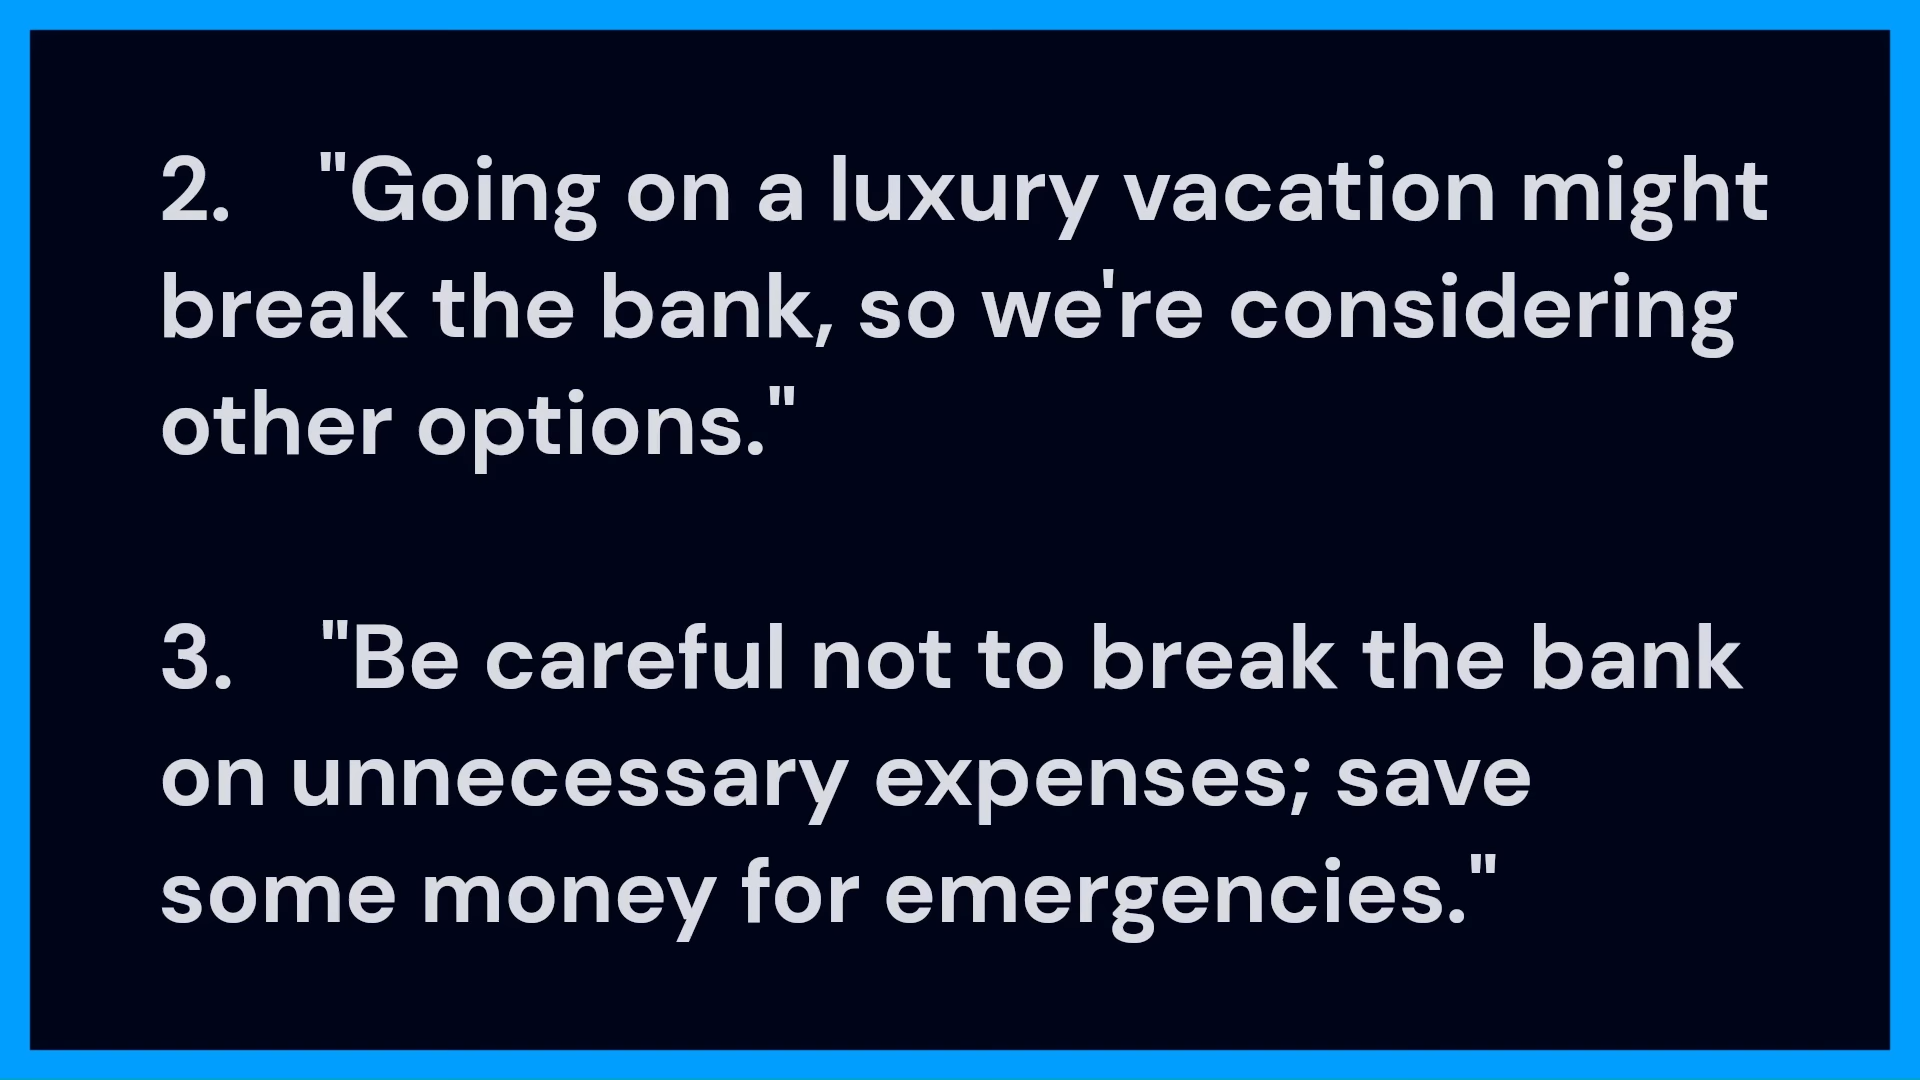 2. "Going on a luxury vacation might
break the bank, so we're considering
other options."
3. "Be careful not to break the bank
on unnecessary expenses; save
some money for emergencies."